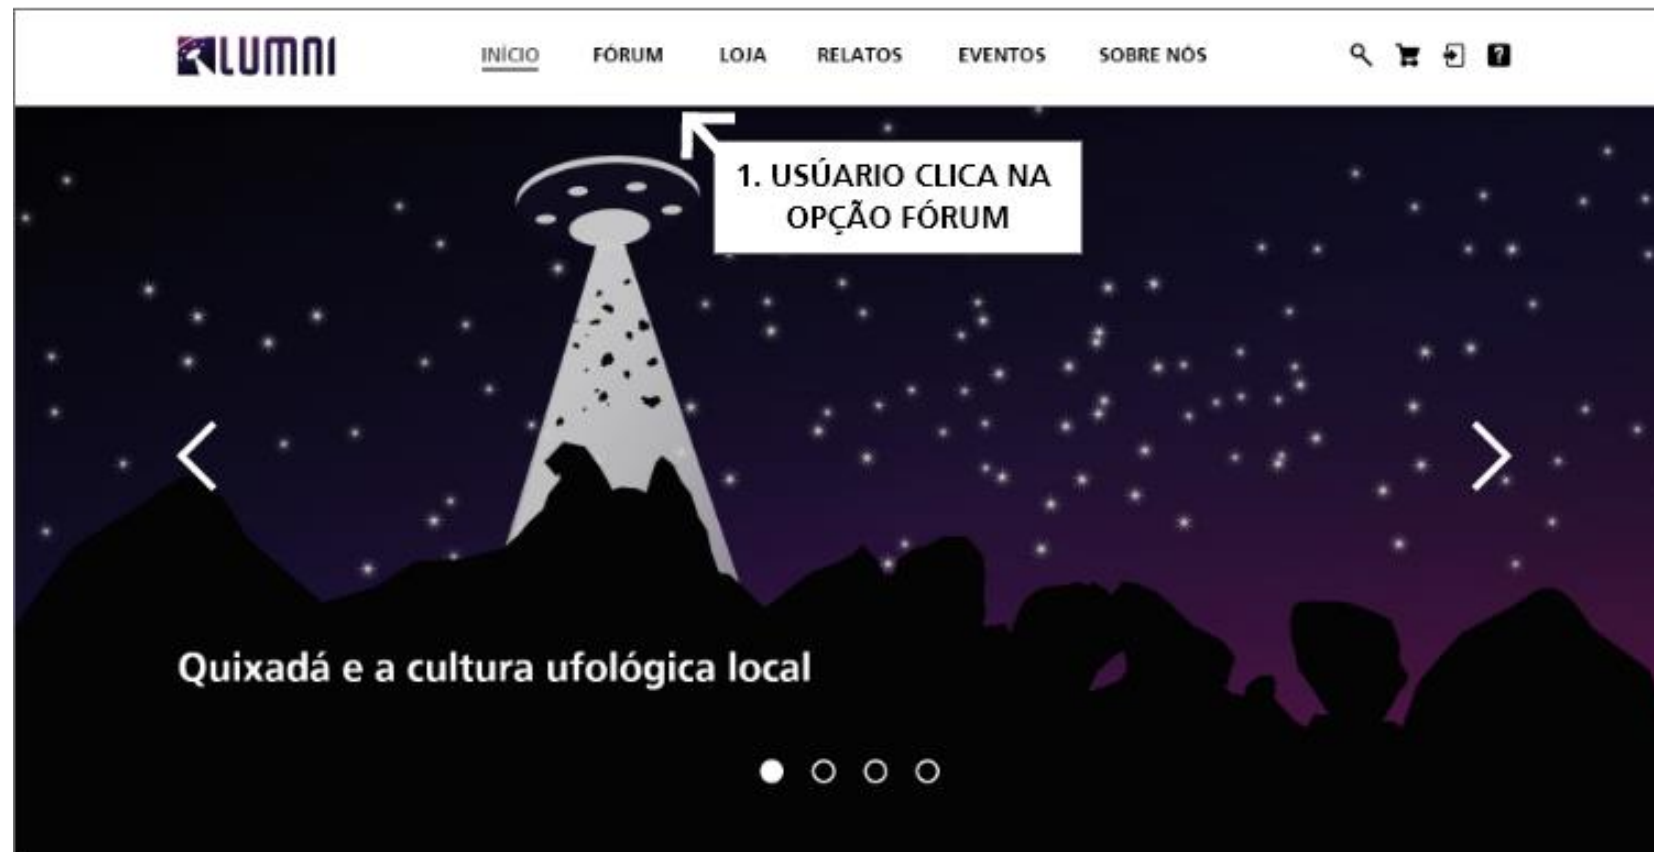 LUMNI
INÍCIO FÓRUM LOJA RELATOS EVENTOS SOBRE NÓS
?
1. USÚARIO CLICA NA
OPÇÃO FÓRUM
Quixadá e a cultura ufológica local